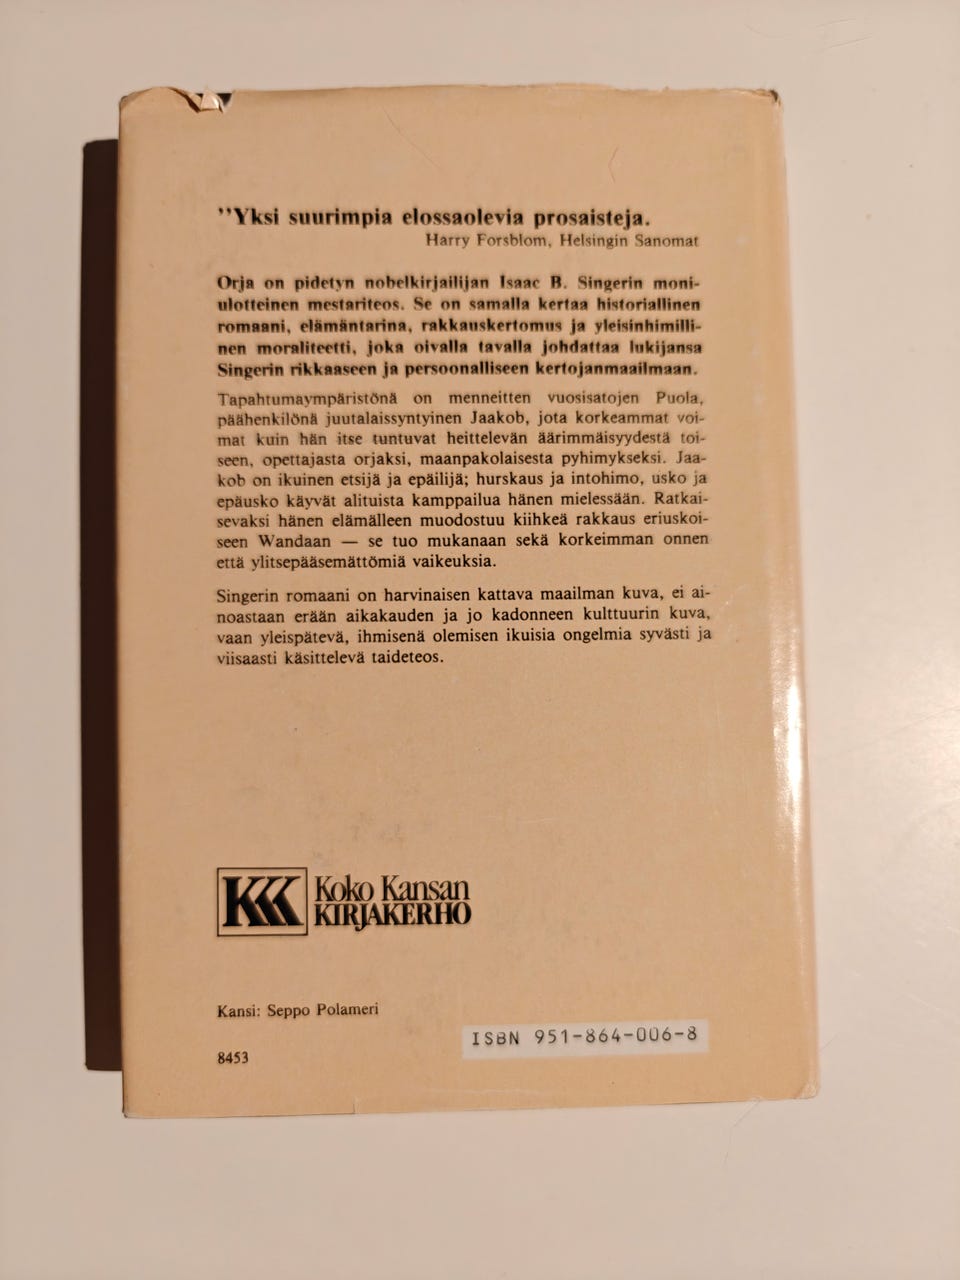 ”Yksi suurimpia elossaolevia prosaisteja.
Harry Forsblom, Helsingin Sanomat
Orja on pidetyn nobelkirjailijan Isaac B. Singerin moni-
ulotteinen mestariteos. Se on samalla kertaa historiallinen
romaani, elämäntarina, rakkauskertomus ja yleisinhimilli-
nen moraliteetti, joka oivalla tavalla johdattaa lukijansa
Singerin rikkaaseen ja persoonalliseen kertojanmaailmaan.
Tapahtumaympäristönä on menneitten vuosisatojen Puola,
päähenkilönä juutalaissyntyinen Jaakob, jota korkeammat voi-
mat kuin hän itse tuntuvat heittelevän äärimmäisyydestä toi-
seen, opettajasta orjaksi, maanpakolaisesta pyhimykseksi. Jaa-
kob on ikuinen etsijä ja epäilijä; hurskaus ja intohimo, usko ja
epäusko käyvät alituista kamppailua hänen mielessään. Ratkai-
sevaksi hänen elämälleen muodostuu kiihkeä rakkaus eriuskoi-
seen Wandaan — se tuo mukanaan sekä korkeimman onnen
että ylitsepääsemättömiä vaikeuksia.
Singerin romaani on harvinaisen kattava maailman kuva, ei ai-
noastaan erään aikakauden ja jo kadonneen kulttuurin kuva,
vaan yleispätevä, ihmisenä olemisen ikuisia ongelmia syvästi ja
viisaasti käsittelevä taideteos.
KKK Koko Kansan
KIRJAKERHO
Kansi: Seppo Polameri
ISBN 951-864-006-8
8453